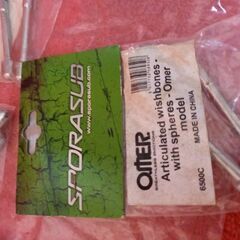 SPORASUB
www.sporasub.com
OMER
Articulated wishbones -
with spheres - Omer
model
MADE IN CHINA
6500C